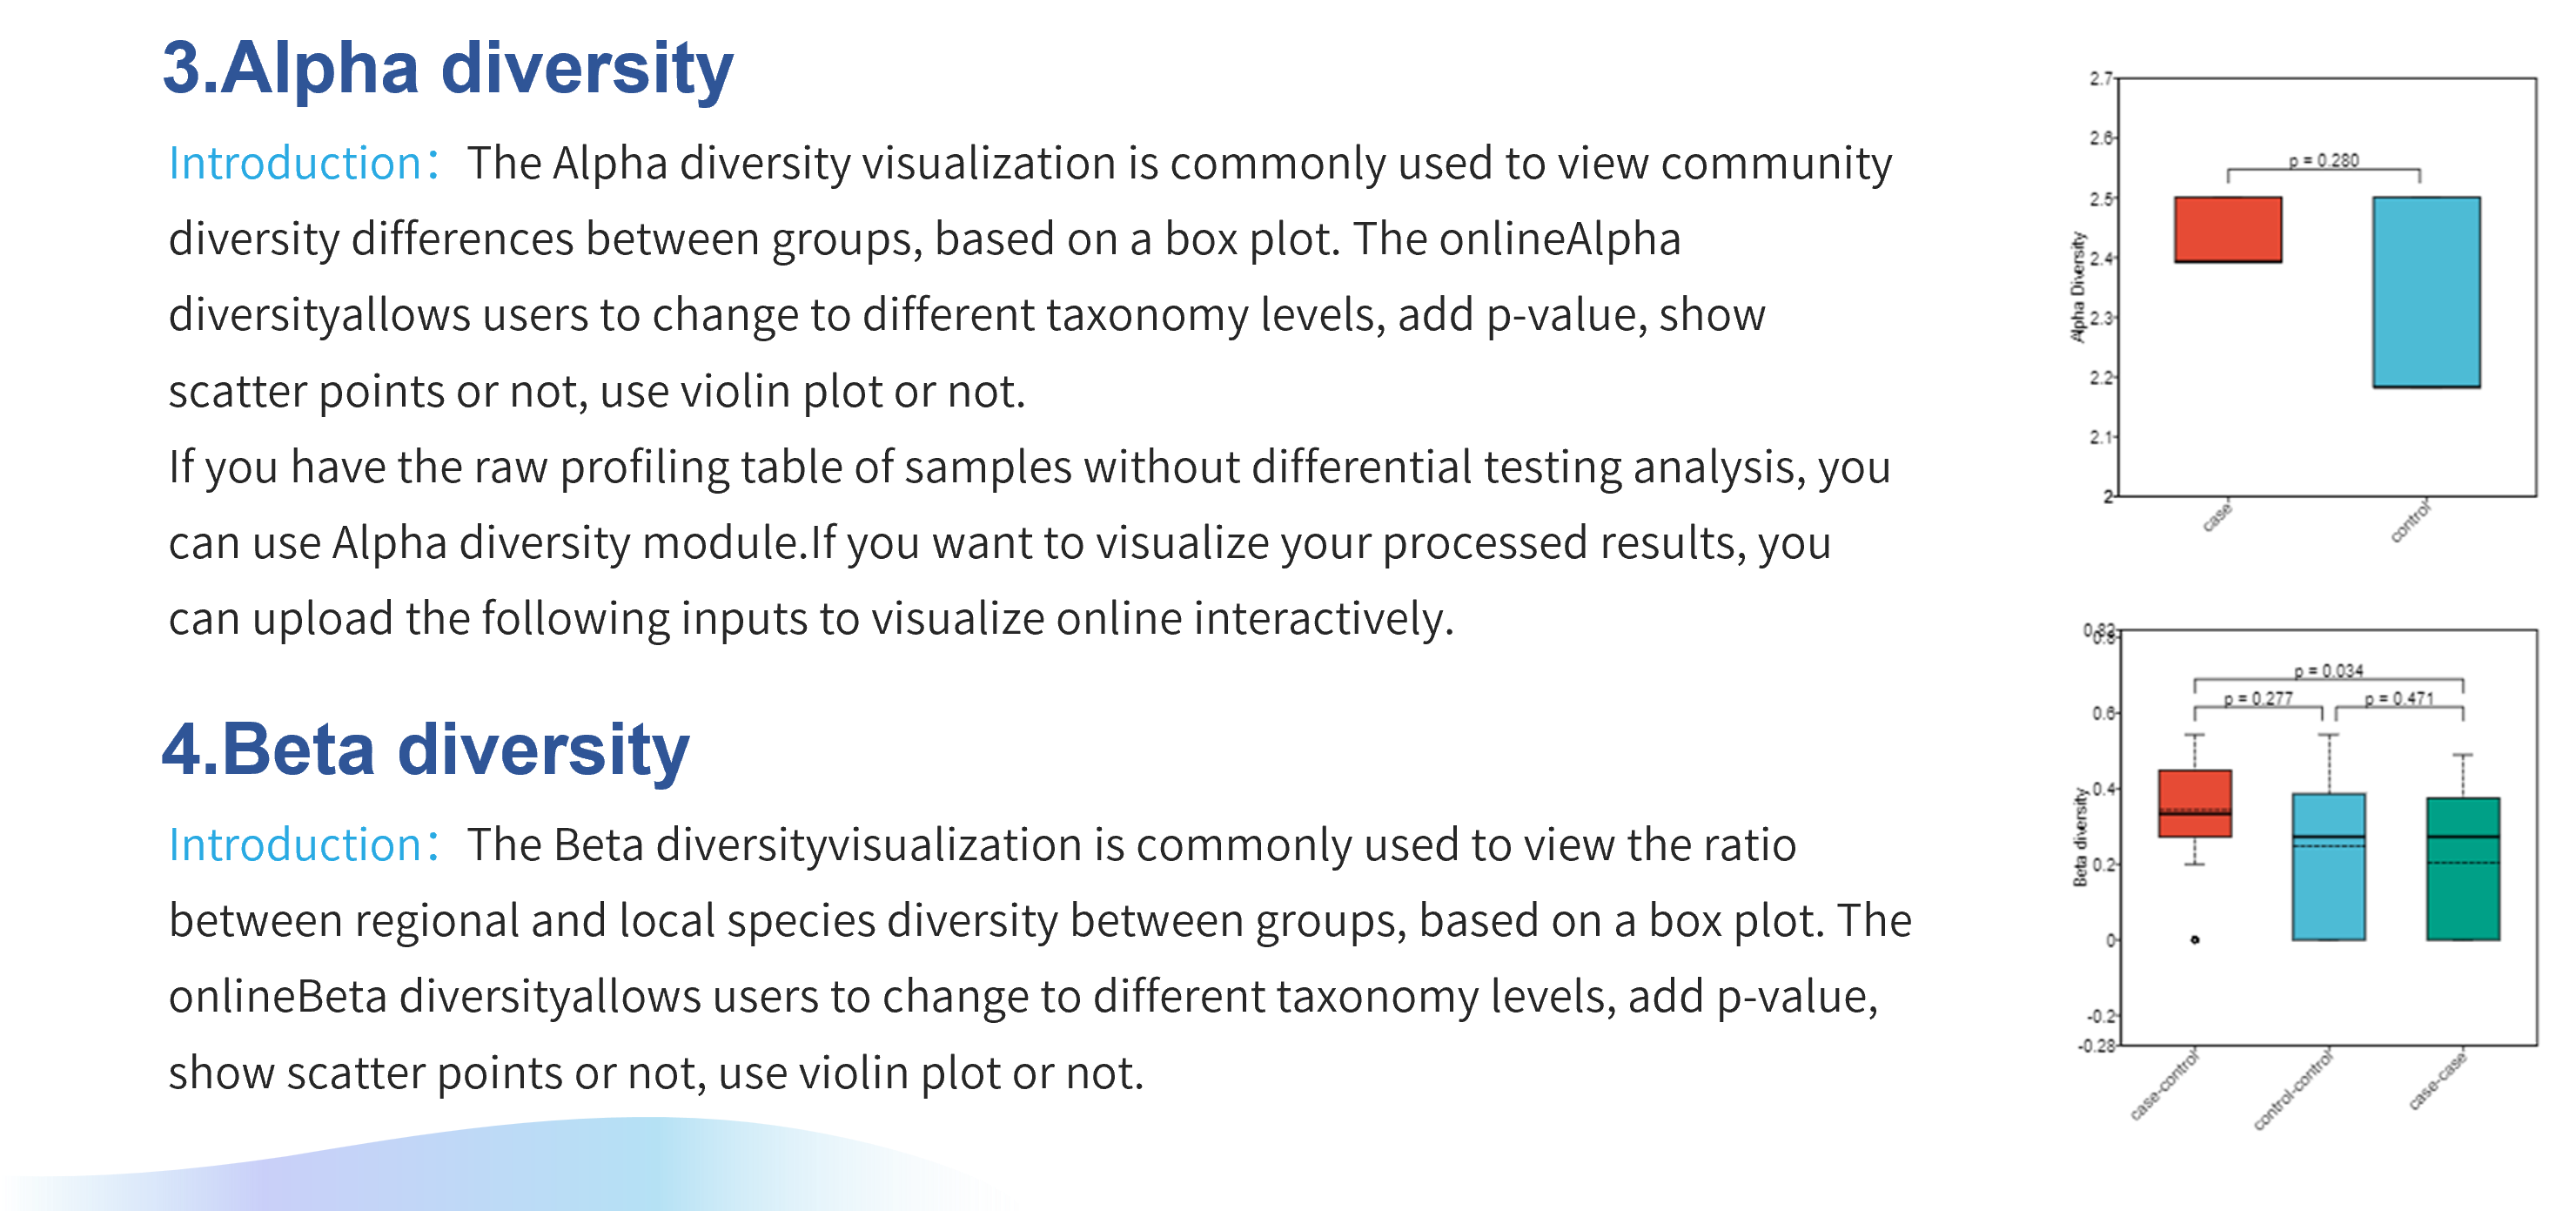 3.Alpha diversity
Introduction： The Alpha diversity visualization is commonly used to view community
diversity differences between groups, based on a box plot. The onlineAlpha
diversityallows users to change to different taxonomy levels, add p-value, show
scatter points or not, use violin plot or not.
If you have the raw profiling table of samples without differential testing analysis, you
can use Alpha diversity module.If you want to visualize your processed results, you
can upload the following inputs to visualize online interactively.
4.Beta diversity
Introduction： The Beta diversityvisualization is commonly used to view the ratio
between regional and local species diversity between groups, based on a box plot. The
onlineBeta diversityallows users to change to different taxonomy levels, add p-value,
show scatter points or not, use violin plot or not.
2.7
2.6
p = 0.280
2.5
2.4
Alpha Diversity
2.3
2.2
2.1
2
case
control
0.82
0.8
p = 0.034
p = 0.277
p = 0.471
0.6
0.4
Beta diversity
0.2
0
-0.2
-0.28
case-control
control-control
case-case